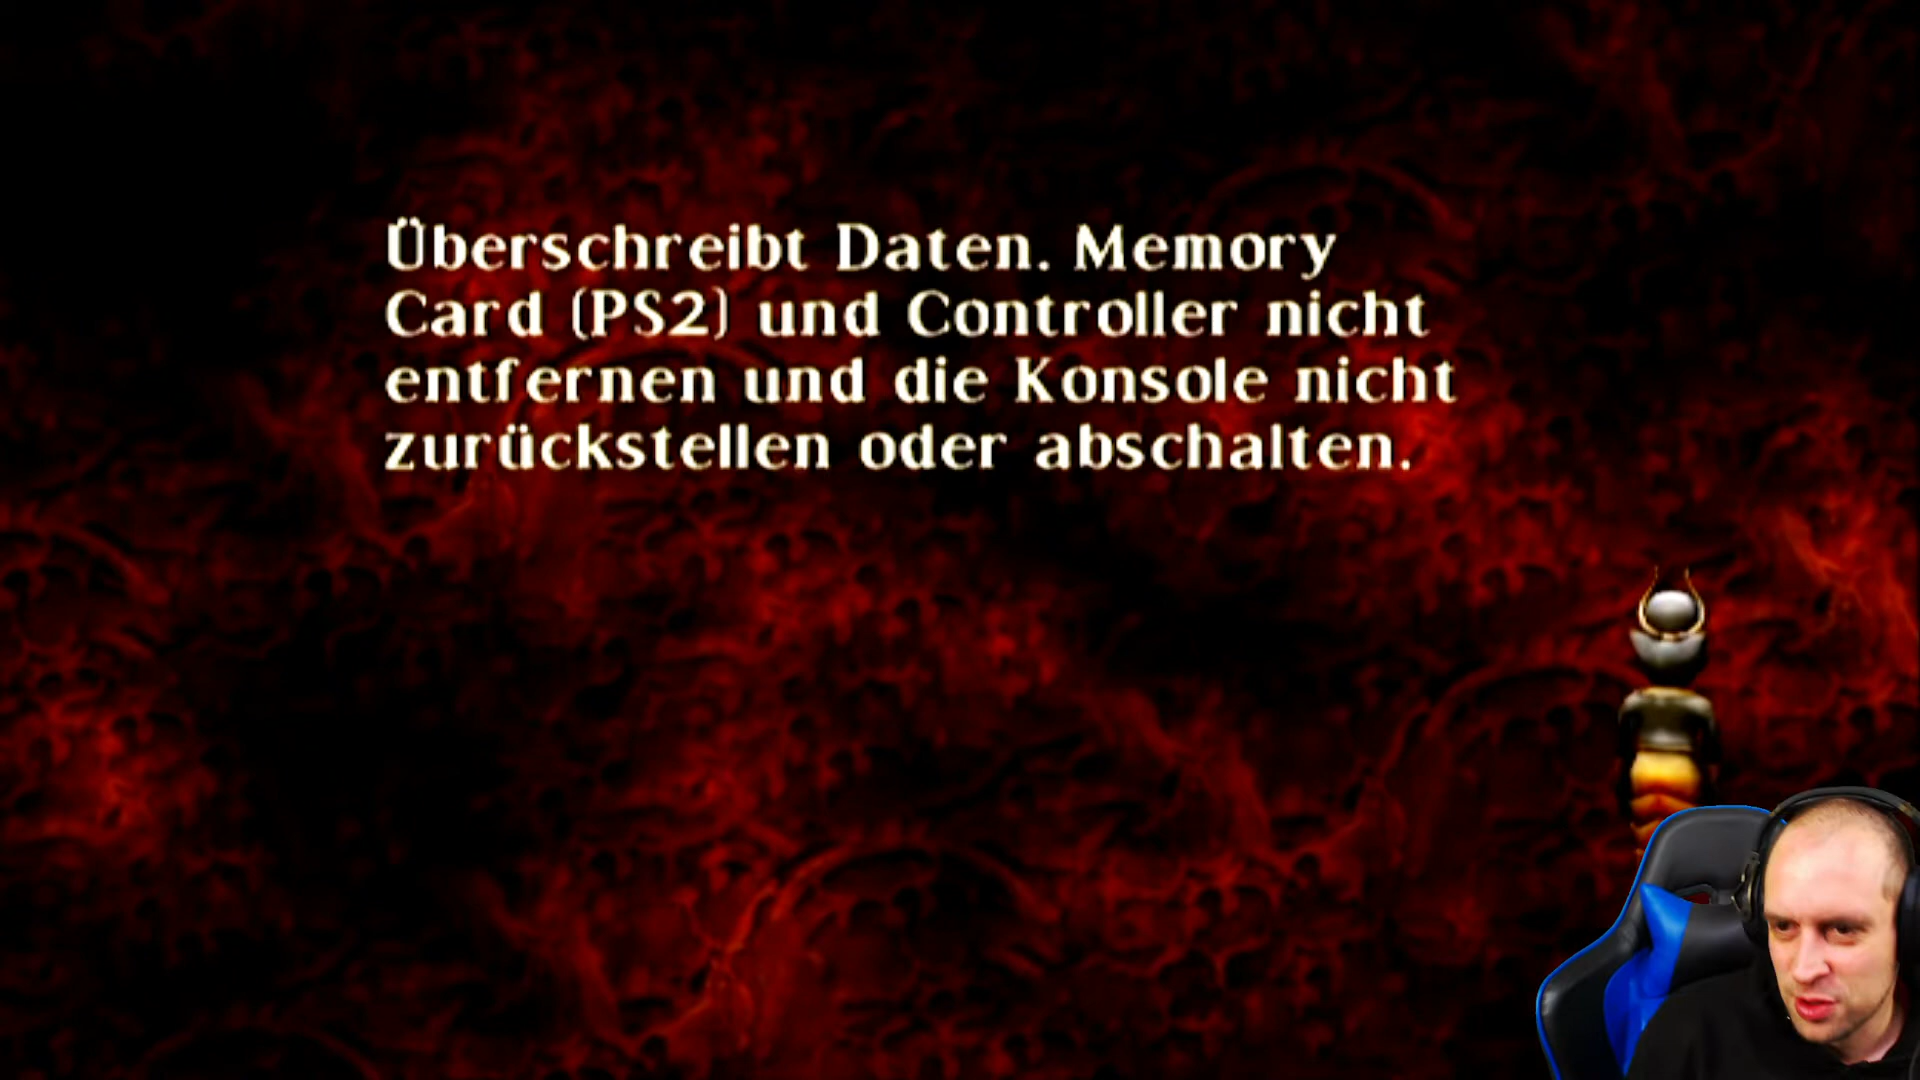 Überschreibt Daten. Memory
Card (PS2) und Controller nicht
entfernen und die Konsole nicht
zurückstellen oder abschalten.